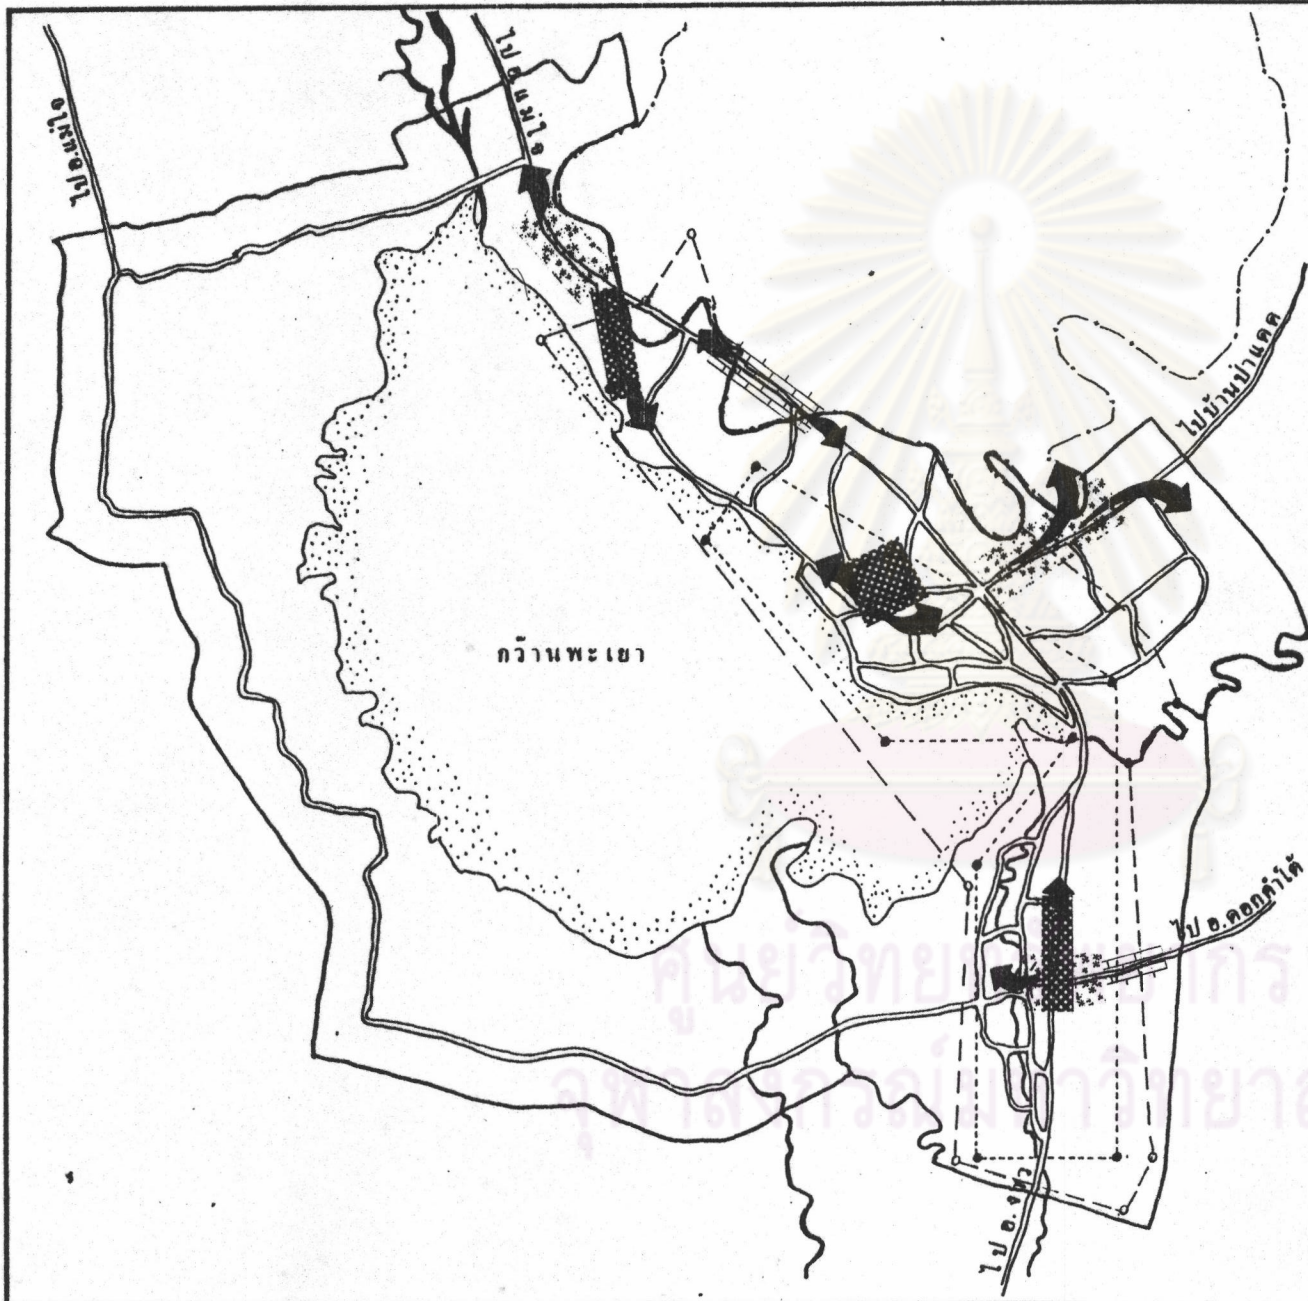 ไป อ.แม่ใจ
ไป อ.แม่ใจ
ไปบ้านป่าแดด
กว๊านพะเยา
ไป อ.ดอกคำใต้
ศูนย์วิทยทรัพยากร
จุฬาลงกรณ์มหาวิทยาลัย
ไป อ.งาว